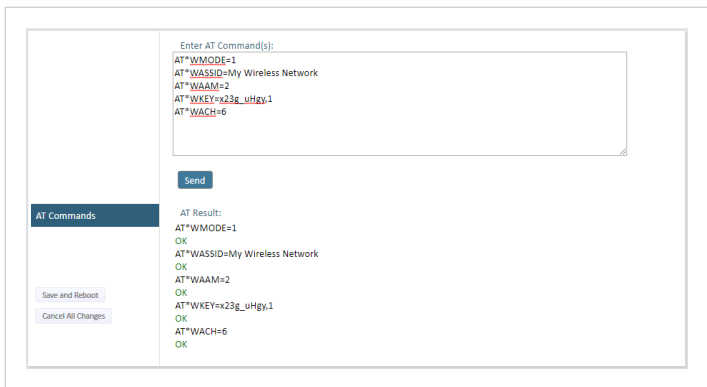 Enter AT Command(s):
AT*WMODE=1
AT*WASSID=My Wireless Network
AT*WAAM=2
AT*WKEY=x23g_uHgy,1
AT*WACH=6
Send
AT Commands
AT Result:
AT*WMODE=1
OK
AT*WASSID=My Wireless Network
OK
AT*WAAM=2
OK
AT*WKEY=x23g_uHgy,1
OK
AT*WACH=6
OK
Save and Reboot
Cancel All Changes